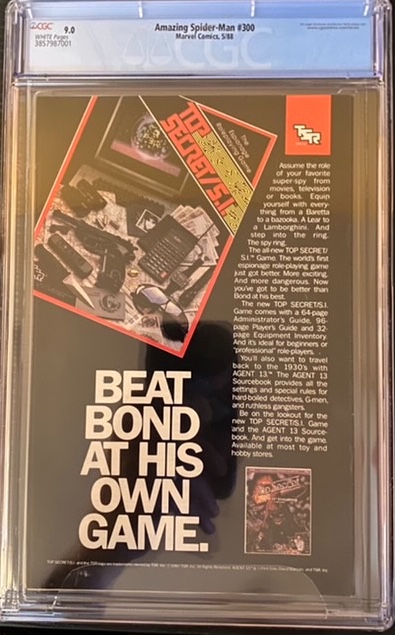 CGC 9.0 Amazing Spider-Man #300
WHITE Pages Marvel Comics, 5/88
3857987001
CGC
TOP
SECRET/S.I.
The
Espionage
Roleplaying Game
TSR
Assume the role
of your favorite
super-spy from
movies, television
or books. Equip
yourself with every-
thing from a Baretta
to a bazooka. A Lear to
a Lamborghini. And
step into the ring.
The spy ring.
The all-new TOP SECRET/
S.I.™ Game. The world's first
espionage role-playing game
just got better. More exciting.
And more dangerous. Now
you've got to be better than
Bond at his best.
The new TOP SECRET/S.I.
Game comes with a 64-page
Administrator's Guide, 96-
page Player's Guide and 32-
page Equipment Inventory.
And it's ideal for beginners or
"professional" role-players.
You'll also want to travel
back to the 1930's with
AGENT 13.™ The AGENT 13
Sourcebook provides all the
settings and special rules for
hard-boiled detectives, G-men,
and ruthless gangsters.
Be on the lookout for the
new TOP SECRET/S.I. Game
and the AGENT 13 Source-
book. And get into the game.
Available at most toy and
hobby stores.
BEAT
BOND
AT HIS
OWN
GAME.